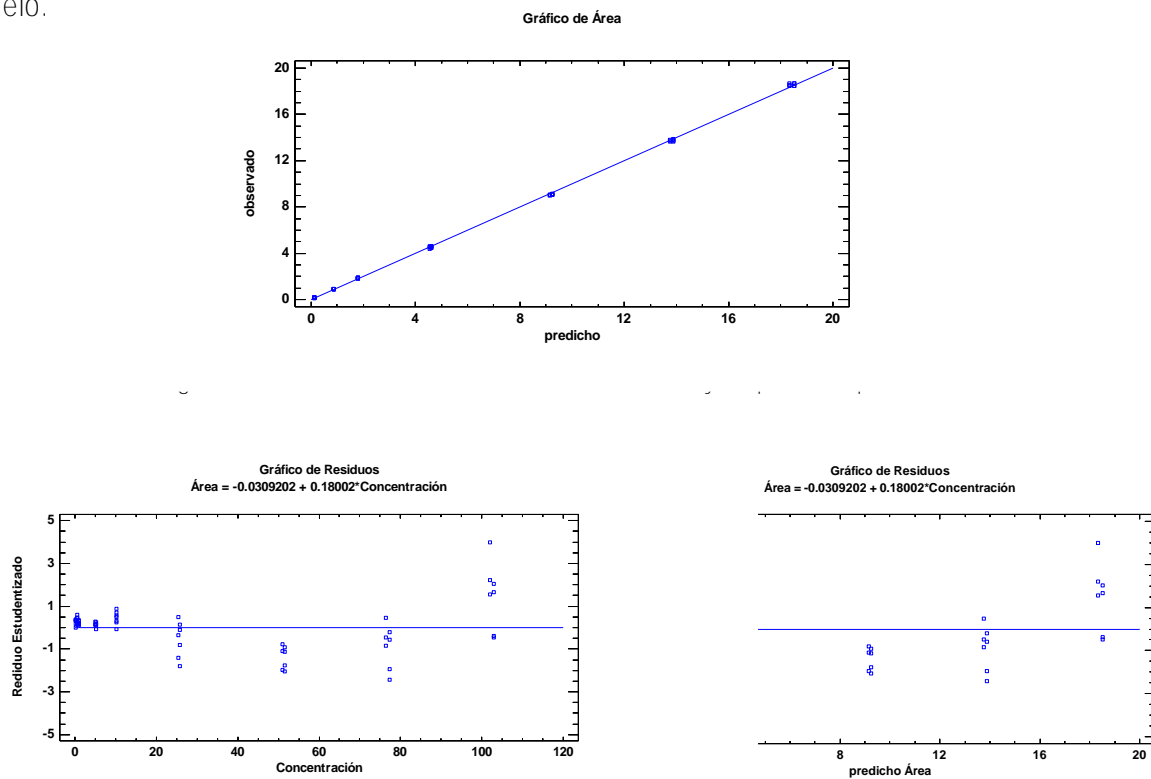 elo.
Gráfico de Área
20
16
12
8
4
0
observado
0 4 8 12 16 20
predicho
Gráfico de Residuos
Área = -0.0309202 + 0.18002*Concentración
5
3
1
-1
-3
-5
Rediduo Estudentizado
0 20 40 60 80 100 120
Concentración
Gráfico de Residuos
Área = -0.0309202 + 0.18002*Concentración
8 12 16 20
predicho Área